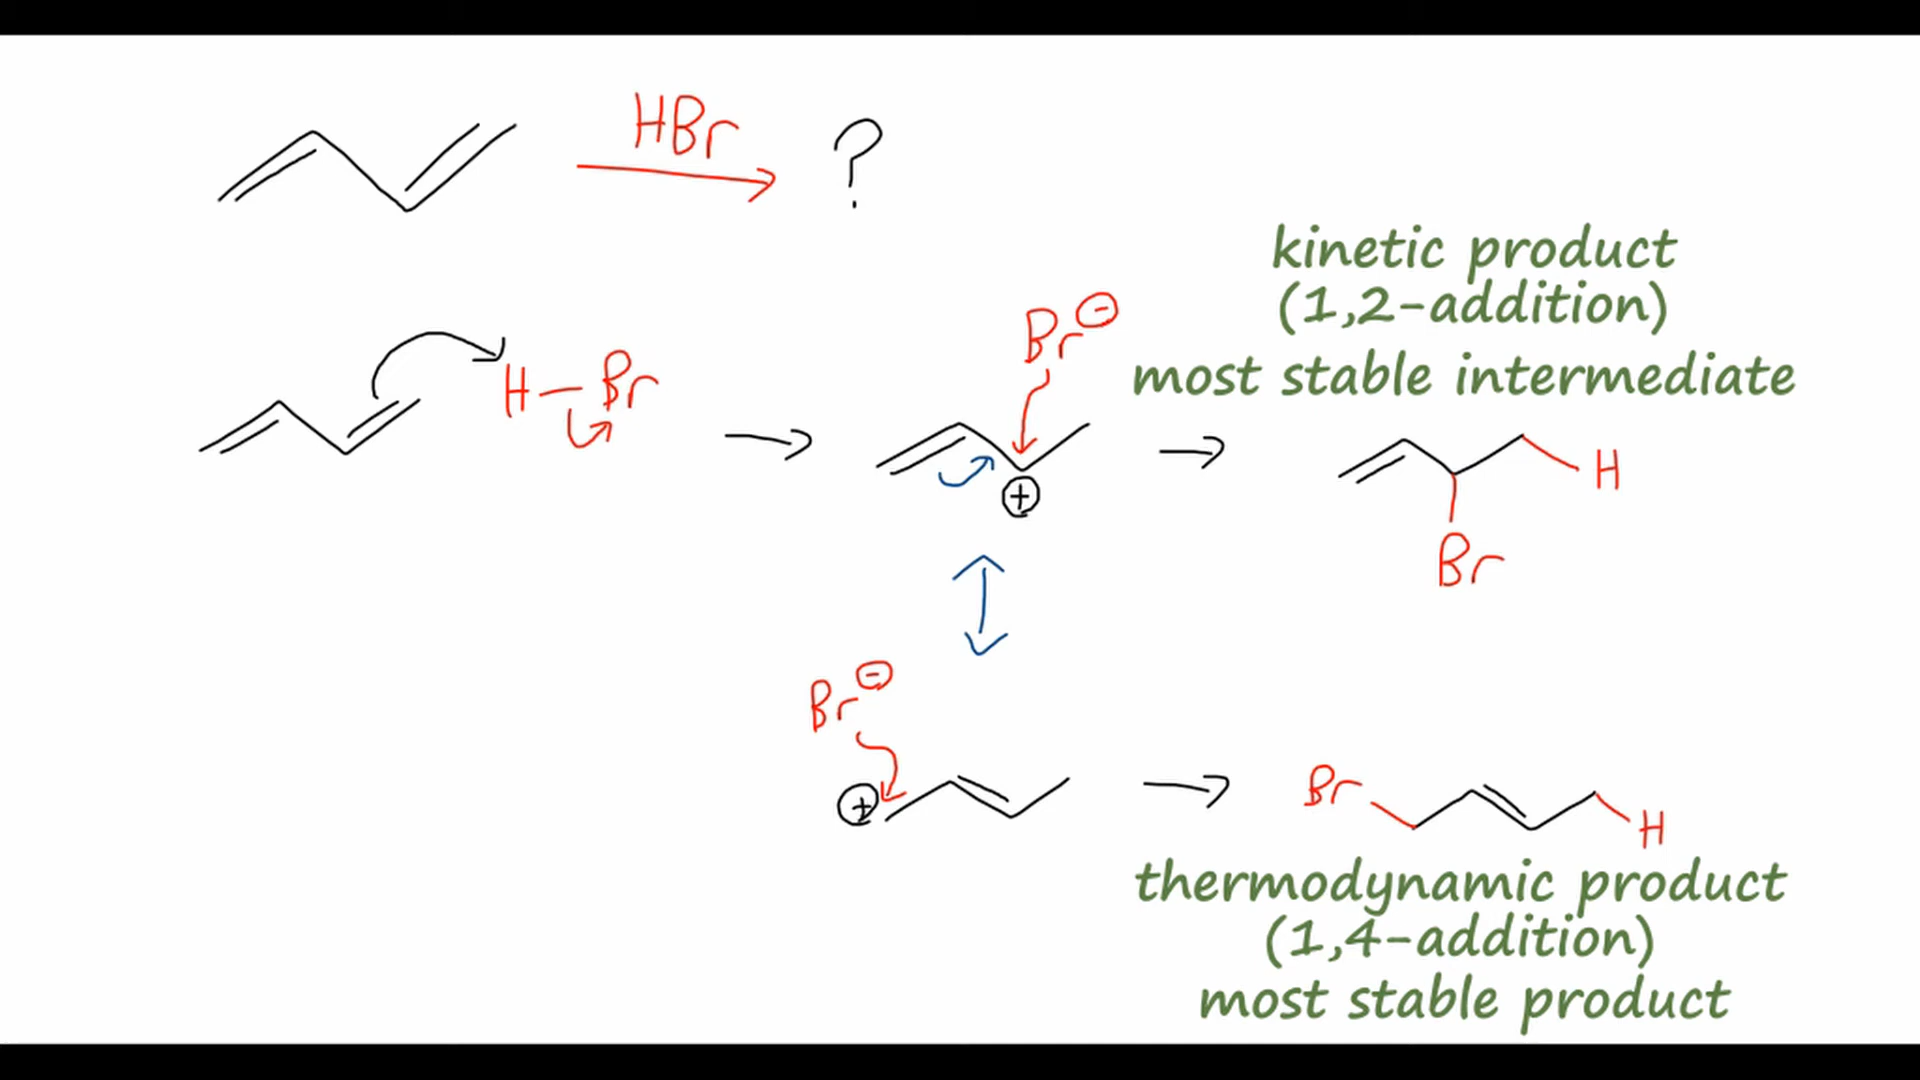 HBr
?
kinetic product
(1,2-addition)
most stable intermediate
Br⊖
H-Br
⊕
H
Br
Br⊖
⊕
Br
H
thermodynamic product
(1,4-addition)
most stable product